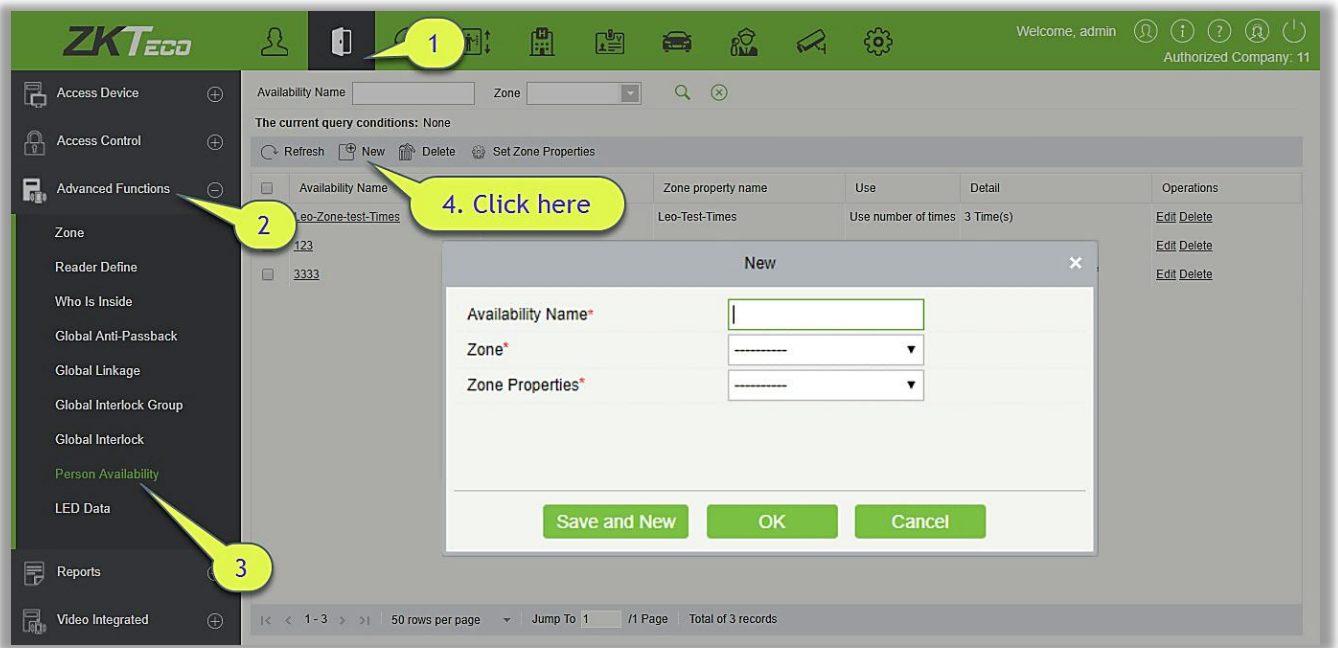 ZKTECO
1
Welcome, admin
Authorized Company: 11
Access Device
Availability Name
Zone
Access Control
The current query conditions: None
Refresh New Delete Set Zone Properties
Advanced Functions
Availability Name
Zone property name
Use
Detail
Operations
2
4. Click here
Leo-Zone-test-Times
Leo-Test-Times
Use number of times
3 Time(s)
Edit Delete
Zone
123
Edit Delete
Reader Define
3333
Edit Delete
Who Is Inside
Global Anti-Passback
Global Linkage
Global Interlock Group
Global Interlock
Person Availability
LED Data
3
Reports
Video Integrated
New
×
Availability Name*
Zone*
----------
Zone Properties*
----------
Save and New OK Cancel
1 - 3
50 rows per page
Jump To 1 /1 Page
Total of 3 records